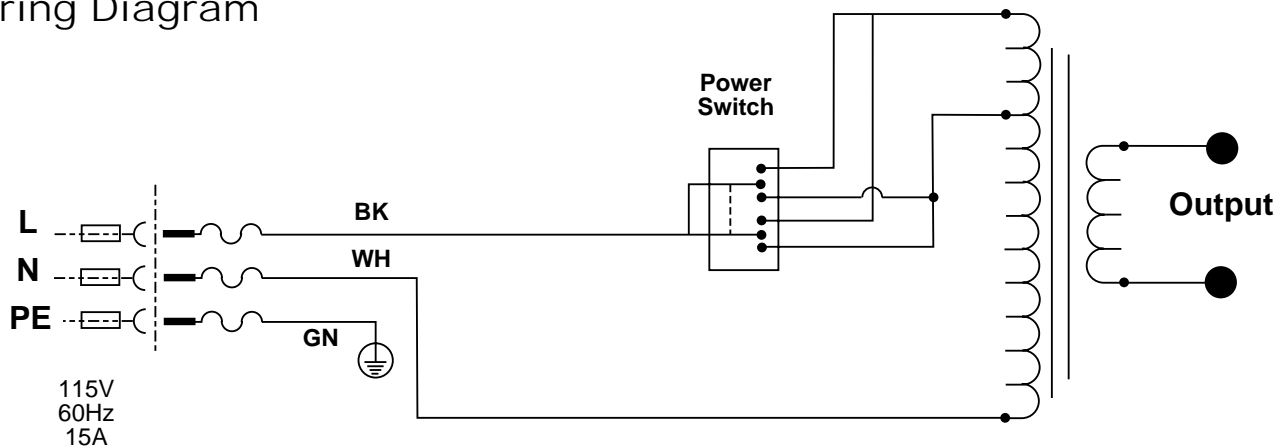 ring Diagram
Power
Switch
L
BK
N
WH
PE
GN
Output
115V
60Hz
15A